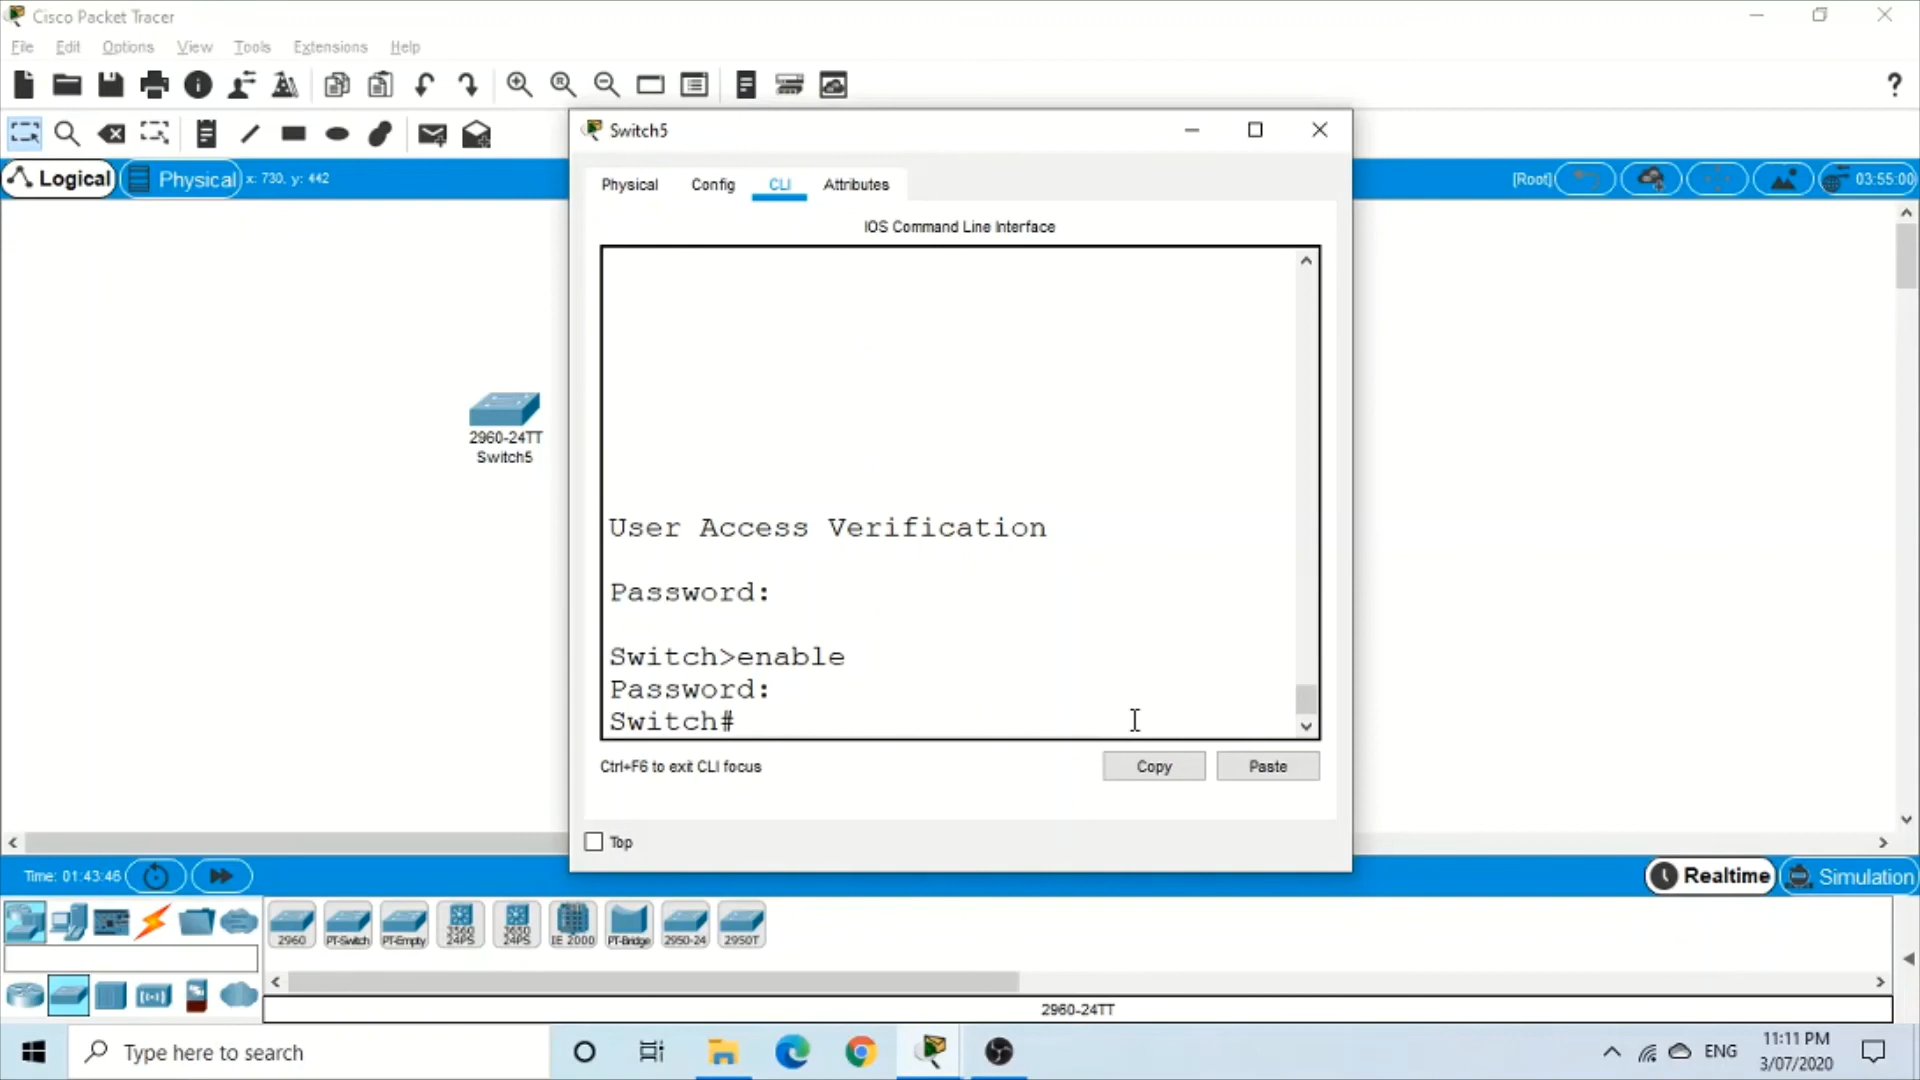 Cisco Packet Tracer
File Edit Options View Tools Extensions Help
?
Switch5
Logical Physical x: 730, y: 442 [Root] 03:55:00
Physical Config CLI Attributes
IOS Command Line Interface
2960-24TT
Switch5
User Access Verification
Password:
Switch>enable
Password:
Switch#
Ctrl+F6 to exit CLI focus Copy Paste
Top
Time: 01:43:46 Realtime Simulation
2960 PT-Switch PT-Empty 3560 24PS 3650 24PS IE 2000 PT-Bridge 2950-24 2950T
2960-24TT
Type here to search
ENG
11:11 PM
3/07/2020